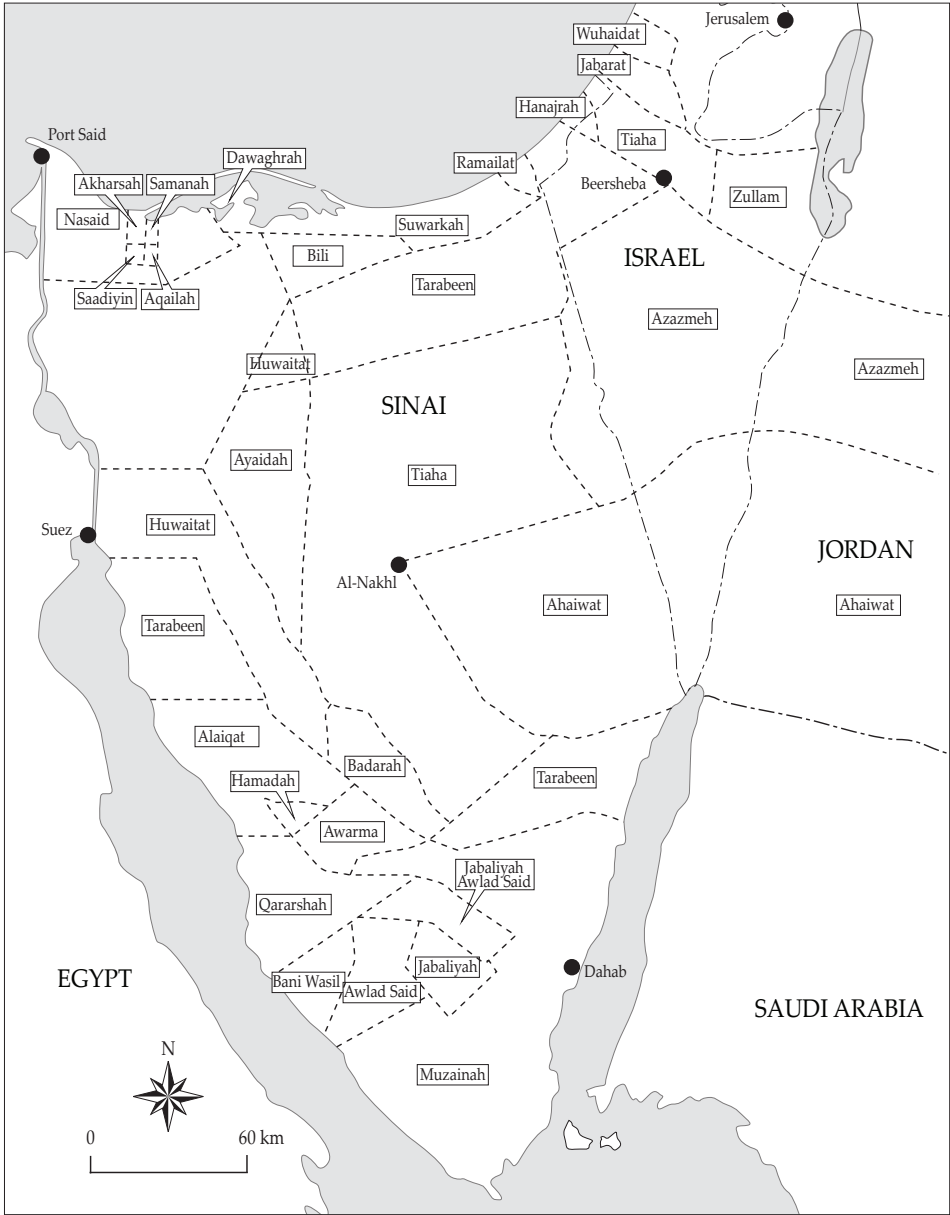 Jerusalem
Wuhaidat
Jabarat
Hanajrah
Port Said
Tiaha
Dawaghrah
Ramailat
Akharsah
Samanah
Beersheba
Zullam
Nasaid
Suwarkah
Bili
ISRAEL
Tarabeen
Saadiyin
Aqailah
Azazmeh
Huwaitat
Azazmeh
SINAI
Ayaidah
Tiaha
Suez
Huwaitat
JORDAN
Al-Nakhl
Ahaiwat
Ahaiwat
Tarabeen
Alaiqat
Badarah
Tarabeen
Hamadah
Awarma
Jabaliyah
Awlad Said
Qararshah
Jabaliyah
Dahab
EGYPT
Bani Wasil
Awlad Said
SAUDI ARABIA
N
Muzainah
0
60 km